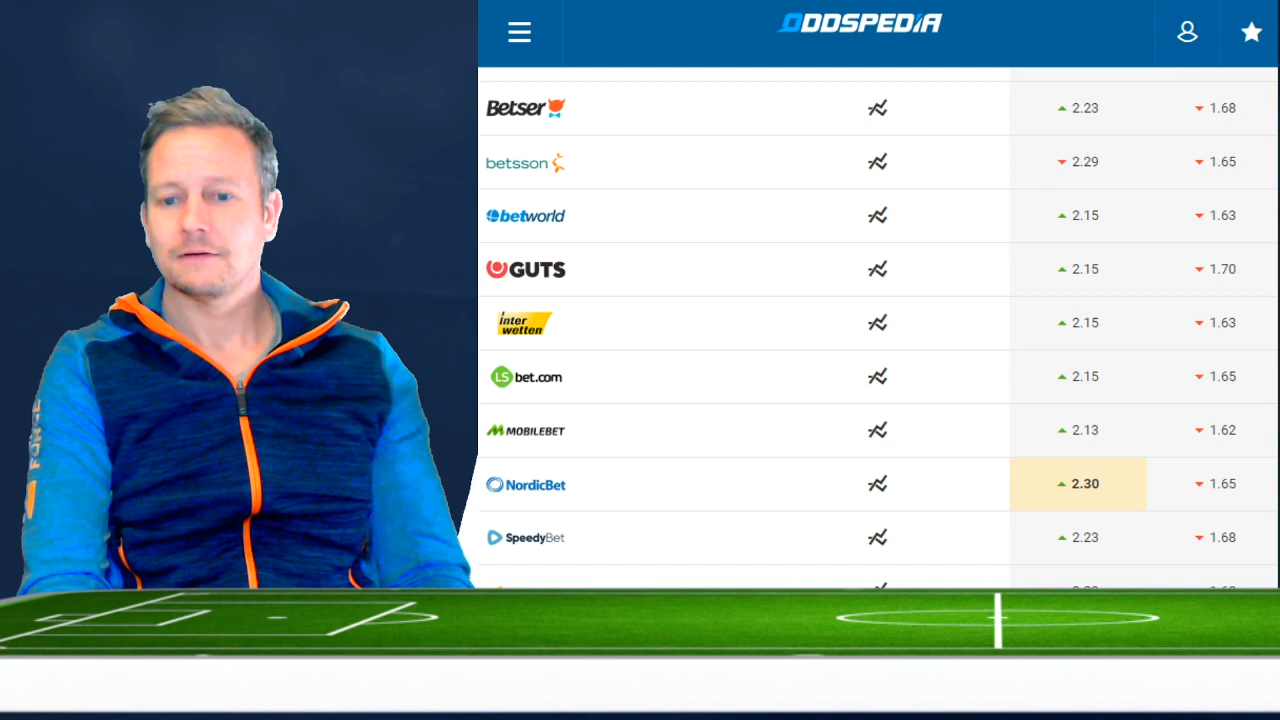 ODDSPEDIA
Betser 2.23 1.68
betsson 2.29 1.65
betworld 2.15 1.63
GUTS 2.15 1.70
inter wetten 2.15 1.63
LS bet.com 2.15 1.65
MOBILEBET 2.13 1.62
NordicBet 2.30 1.65
SpeedyBet 2.23 1.68
FORCE